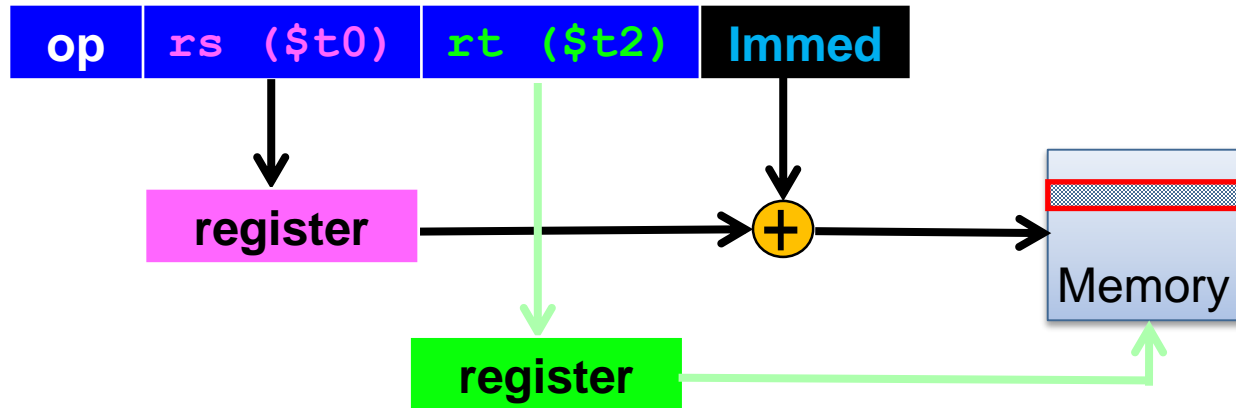 op rs ($t0) rt ($t2) Immed
register
+
Memory
register